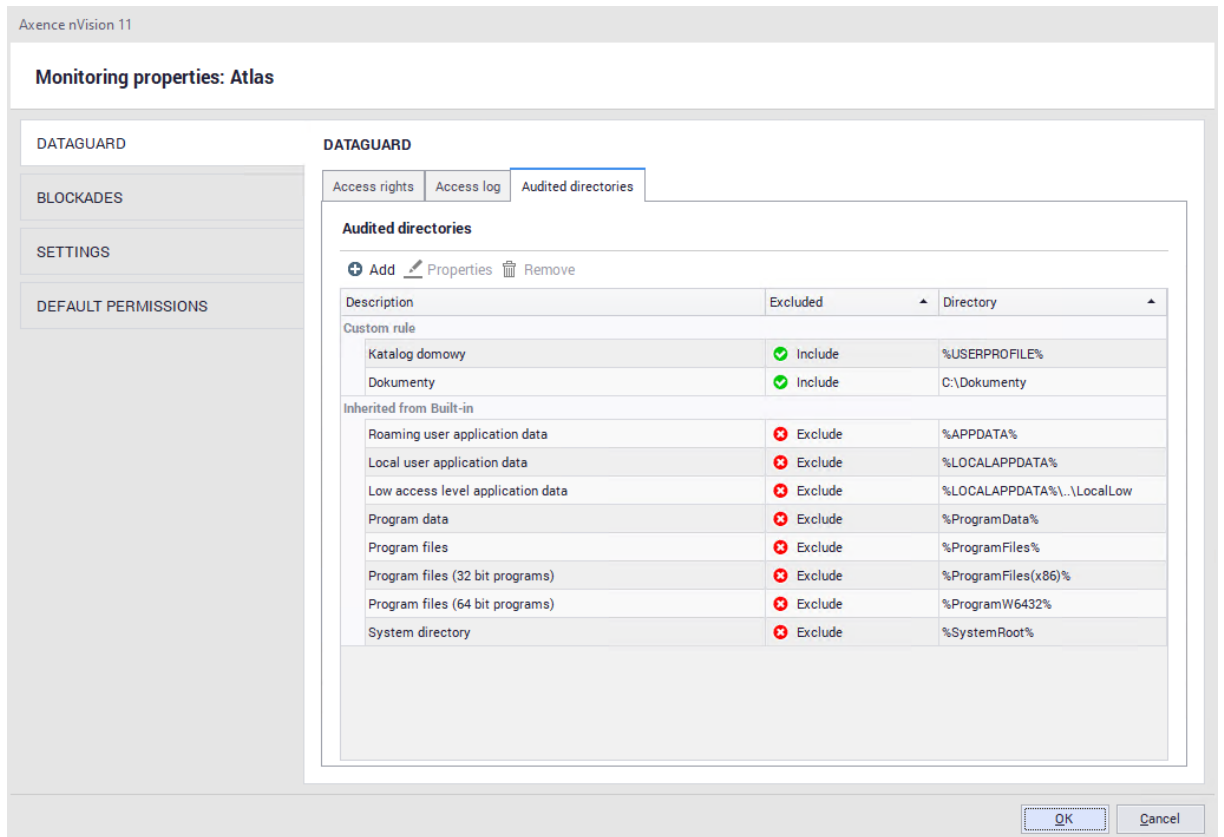 Axence nVision 11
Monitoring properties: Atlas
DATAGUARD
BLOCKADES
SETTINGS
DEFAULT PERMISSIONS
DATAGUARD
Access rights Access log Audited directories
Audited directories
Add Properties Remove
Description Excluded Directory
Custom rule
Katalog domowy Include %USERPROFILE%
Dokumenty Include C:\Dokumenty
Inherited from Built-in
Roaming user application data Exclude %APPDATA%
Local user application data Exclude %LOCALAPPDATA%
Low access level application data Exclude %LOCALAPPDATA%\..\LocalLow
Program data Exclude %ProgramData%
Program files Exclude %ProgramFiles%
Program files (32 bit programs) Exclude %ProgramFiles(x86)%
Program files (64 bit programs) Exclude %ProgramW6432%
System directory Exclude %SystemRoot%
OK Cancel